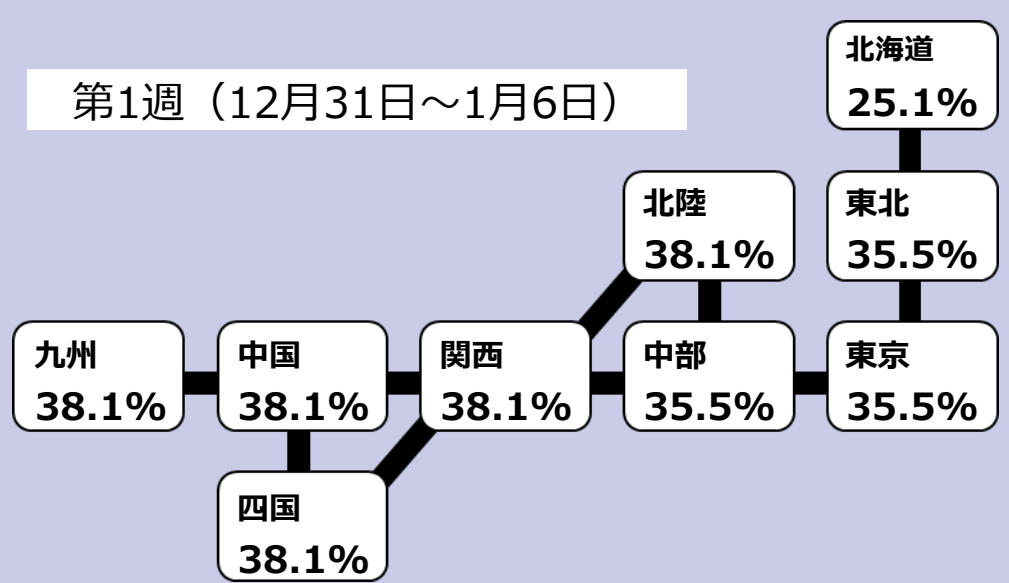 第1週（12月31日～1月6日）
北海道
25.1%
北陸
38.1%
東北
35.5%
九州
38.1%
中国
38.1%
関西
38.1%
中部
35.5%
東京
35.5%
四国
38.1%